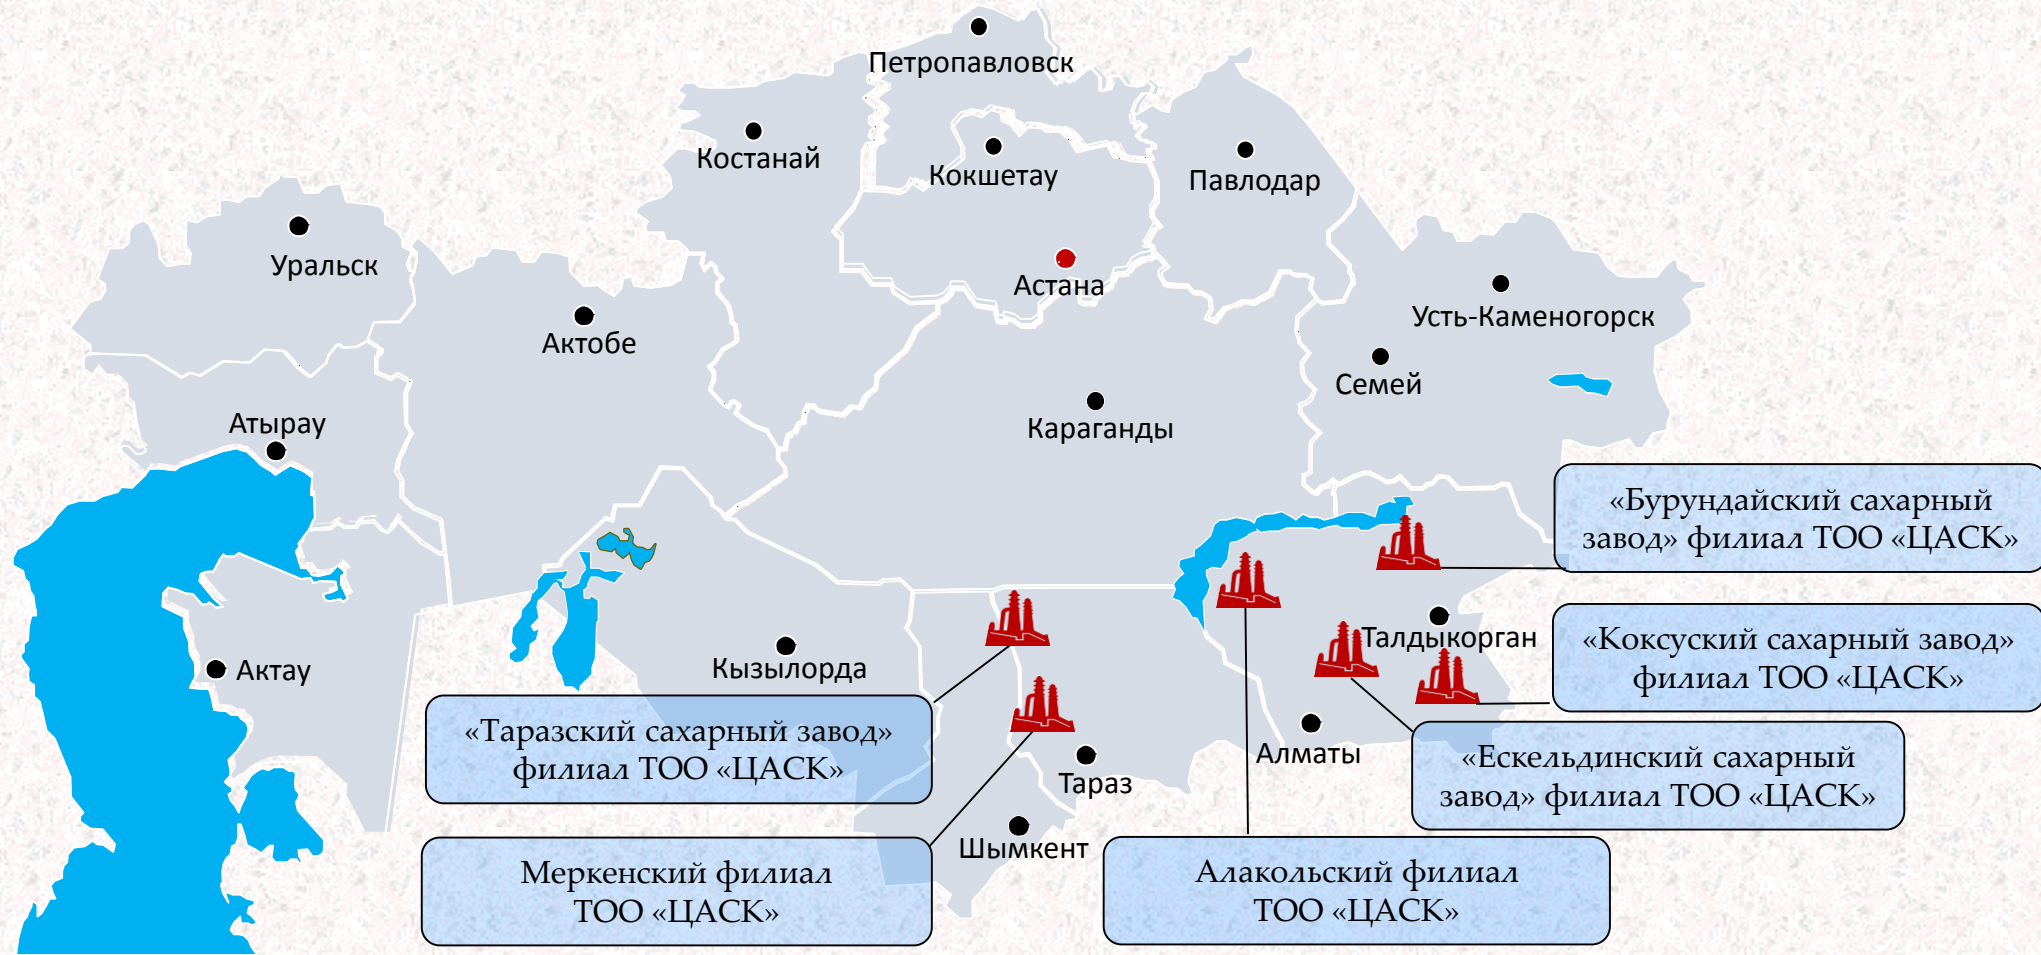 Петропавловск
Костанай
Кокшетау
Павлодар
Уральск
Астана
Актобе
Усть-Каменогорск
Семей
Атырау
Караганды
«Бурундайский сахарный
завод» филиал ТОО «ЦАСК»
Талдыкорган
«Коксуский сахарный завод»
филиал ТОО «ЦАСК»
Актау
Кызылорда
«Таразский сахарный завод»
филиал ТОО «ЦАСК»
Алматы
«Ескельдинский сахарный
завод» филиал ТОО «ЦАСК»
Тараз
Шымкент
Меркенский филиал
ТОО «ЦАСК»
Алакольский филиал
ТОО «ЦАСК»